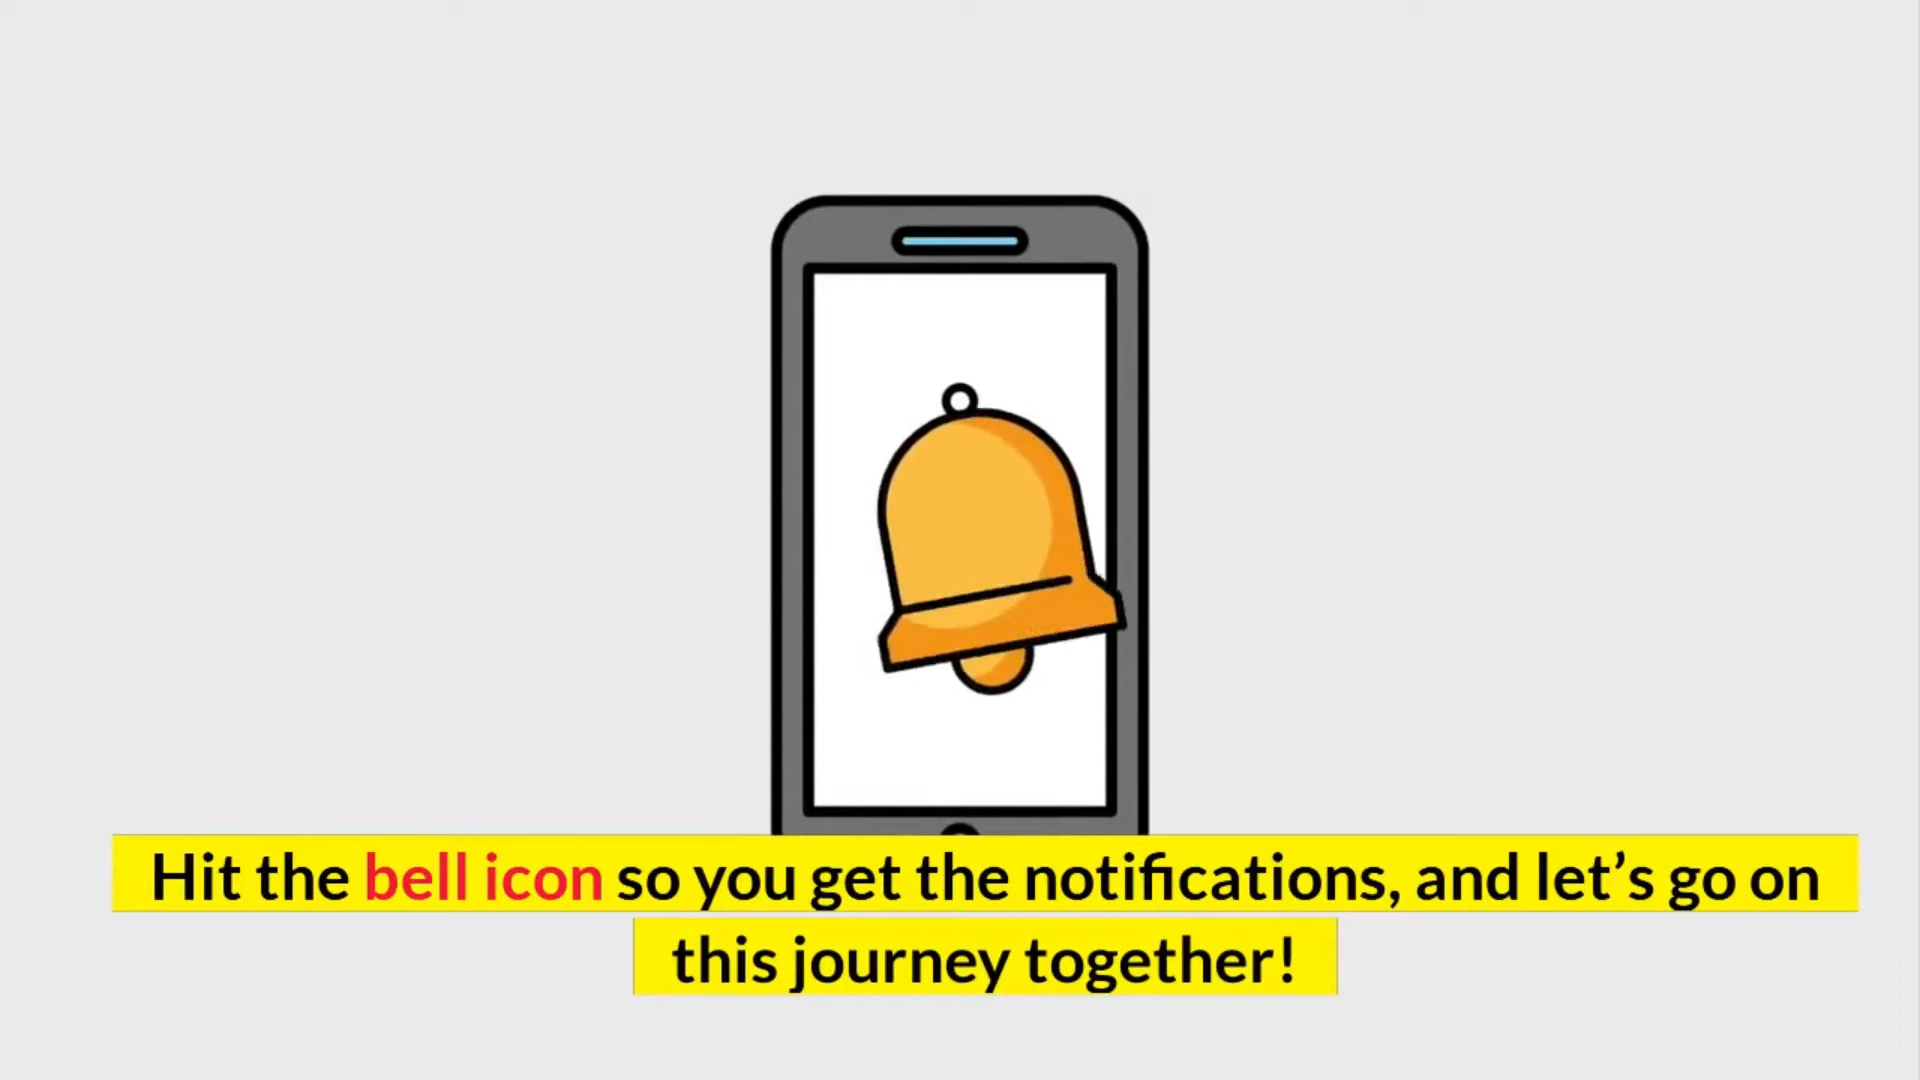 Hit the bell icon so you get the notifications, and let’s go on
this journey together!